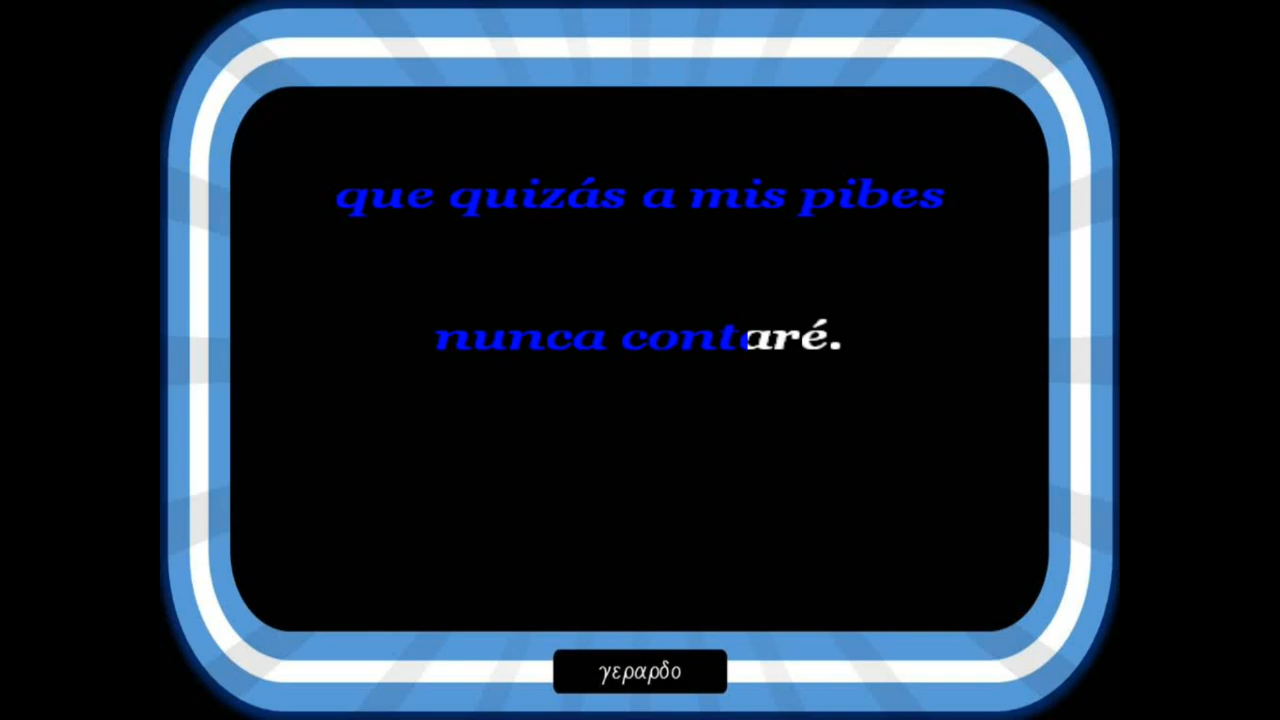 que quizás a mis pibes
nunca contaré.
γεραρδο